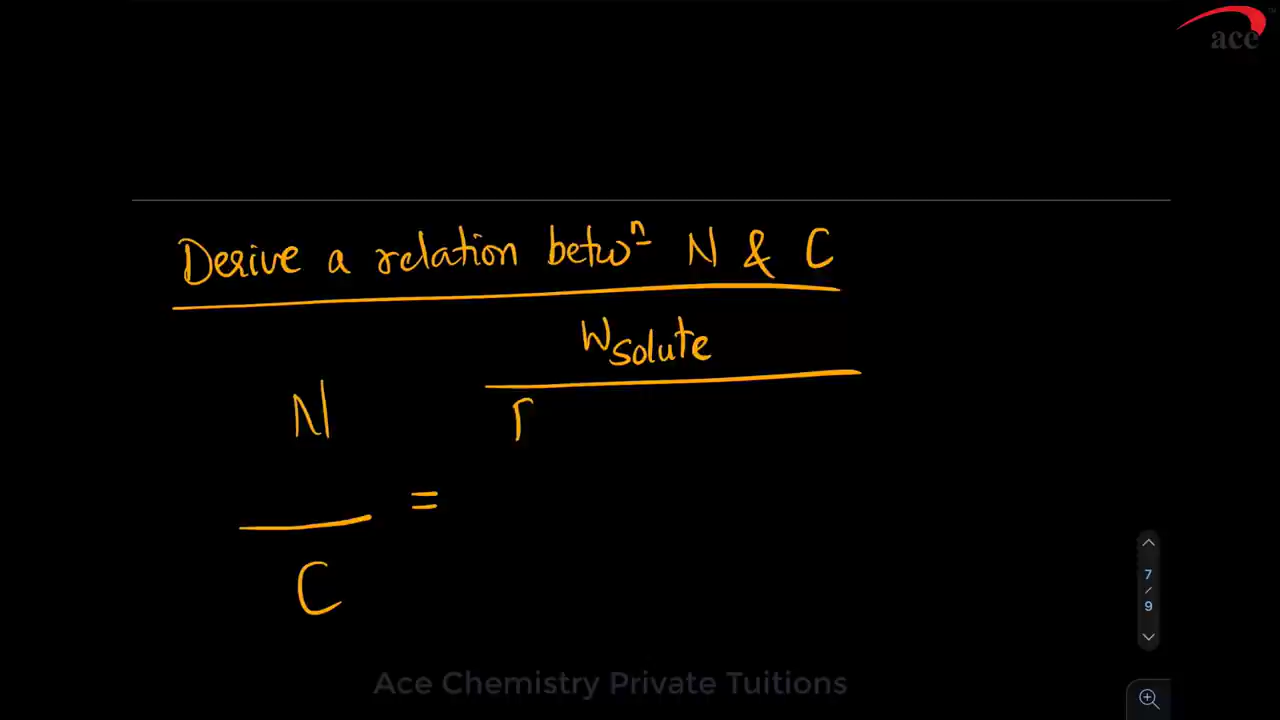 ace
Derive a relation betwⁿ N & C
Wsolute
N
=
C
7
/
9
Ace Chemistry Private Tuitions